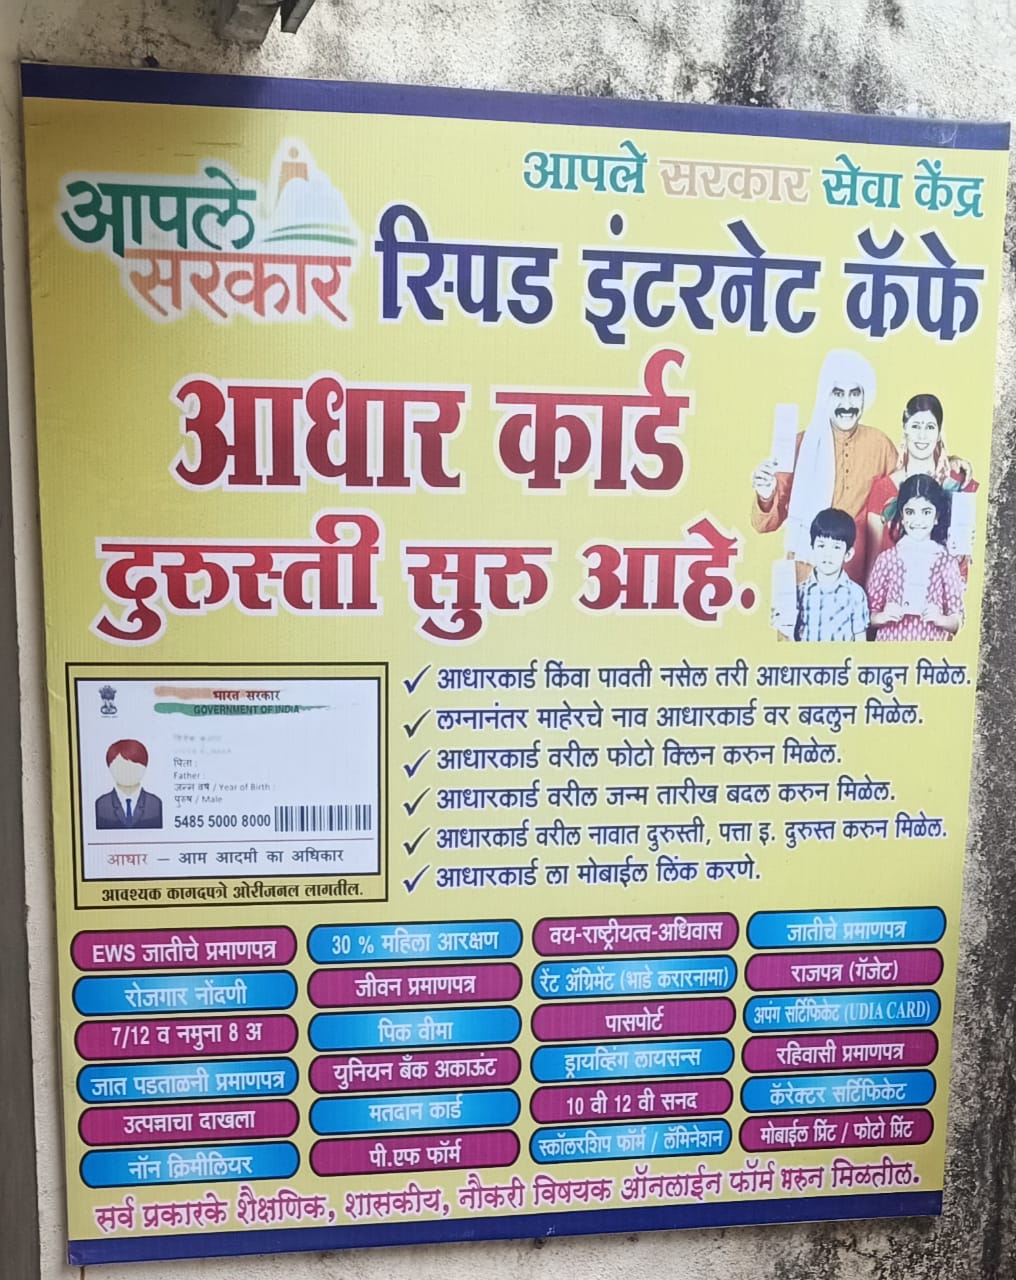 आपले सरकार
आपले सरकार सेवा केंद्र
स्पिड इंटरनेट कॅफे
आधार कार्ड
दुरुस्ती सुरु आहे.
✓ आधारकार्ड किंवा पावती नसेल तरी आधारकार्ड काढुन मिळेल.
✓ लग्नानंतर माहेरचे नाव आधारकार्ड वर बदलुन मिळेल.
✓ आधारकार्ड वरील फोटो क्लिन करुन मिळेल.
✓ आधारकार्ड वरील जन्म तारीख बदल करुन मिळेल.
✓ आधारकार्ड वरील नावात दुरुस्ती, पत्ता इ. दुरुस्त करुन मिळेल.
✓ आधारकार्ड ला मोबाईल लिंक करणे.
भारत सरकार
GOVERNMENT OF INDIA
पिता :
Father :
जन्म वर्ष / Year of Birth :
पुरुष / Male
5485 5000 8000
आधार – आम आदमी का अधिकार
आवश्यक कागदपत्रे ओरीजनल लागतील.
EWS जातीचे प्रमाणपत्र
30 % महिला आरक्षण
वय-राष्ट्रीयत्व-अधिवास
जातीचे प्रमाणपत्र
रोजगार नोंदणी
जीवन प्रमाणपत्र
रेंट ॲग्रिमेंट (भाडे करारनामा)
राजपत्र (गॅजेट)
7/12 व नमुना 8 अ
पिक वीमा
पासपोर्ट
अपंग सर्टिफिकेट (UDIA CARD)
जात पडताळनी प्रमाणपत्र
युनियन बँक अकाऊंट
ड्रायव्हिंग लायसन्स
रहिवासी प्रमाणपत्र
उत्पन्नाचा दाखला
मतदान कार्ड
10 वी 12 वी सनद
कॅरेक्टर सर्टिफिकेट
नॉन क्रिमीलियर
पी.एफ फॉर्म
स्कॉलरशिप फॉर्म / लॅमिनेशन
मोबाईल प्रिंट / फोटो प्रिंट
सर्व प्रकारके शैक्षणिक, शासकीय, नौकरी विषयक ऑनलाईन फॉर्म भरुन मिळतील.